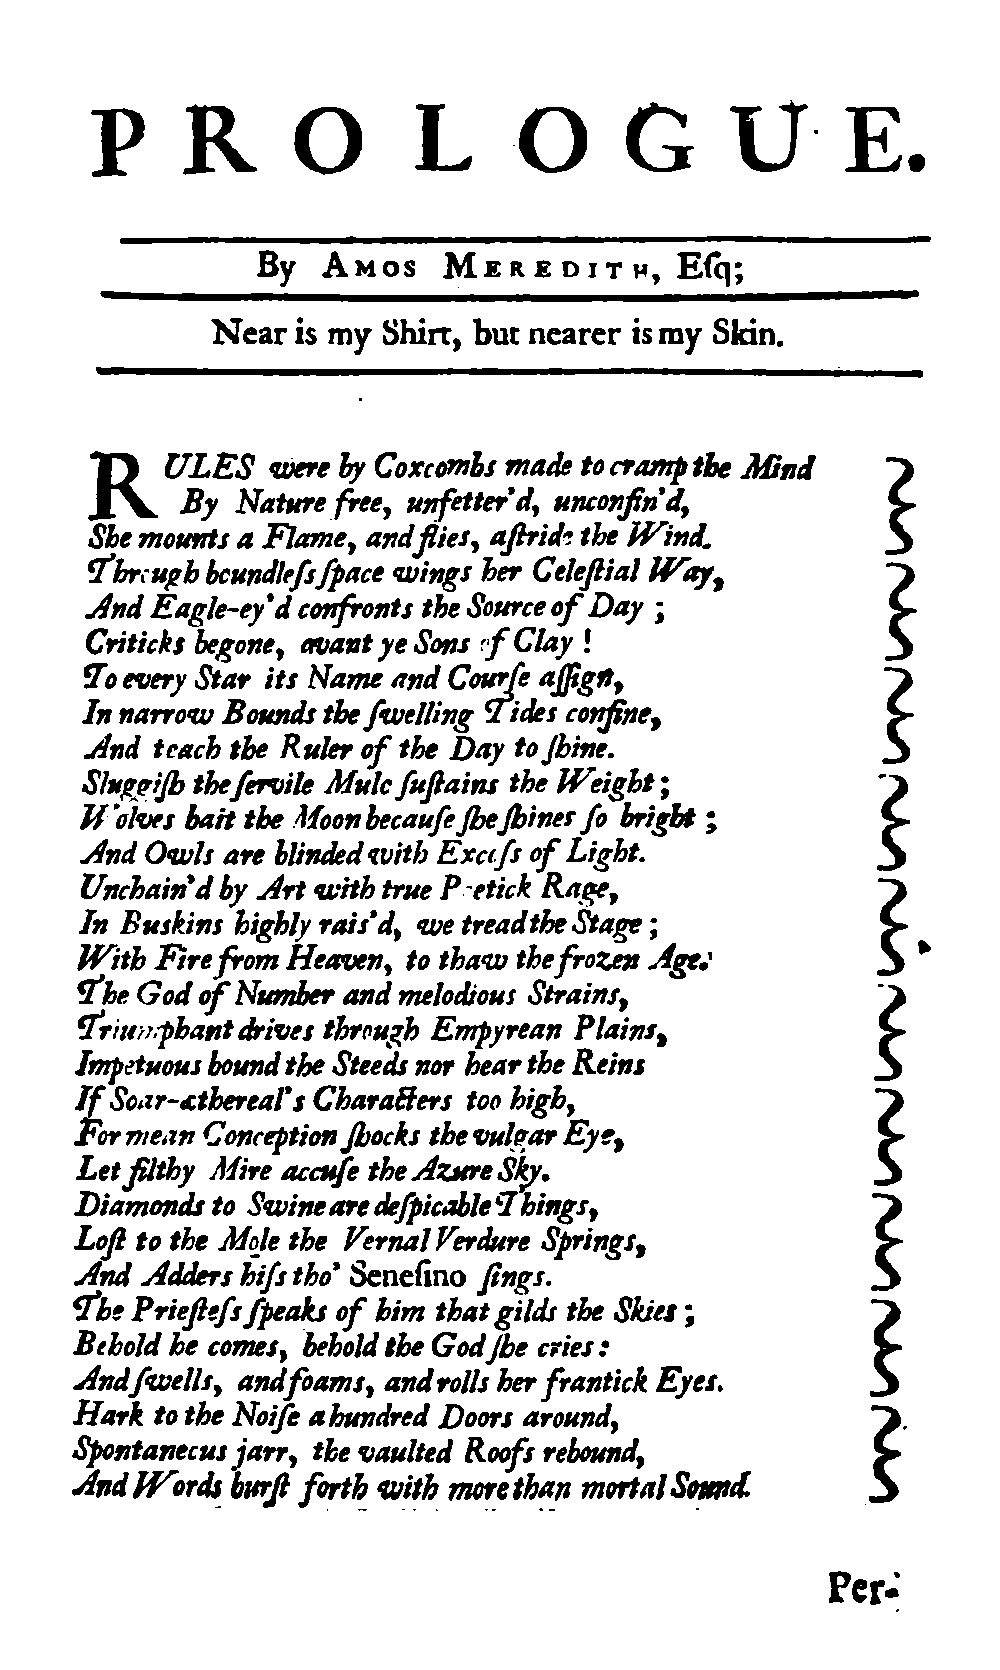 PROLOGUE.
By AMOS MEREDITH, Eſq;
Near is my Shirt, but nearer is my Skin.
RULES were by Coxcombs made to cramp the Mind
By Nature free, unfetter'd, unconfin'd,
She mounts a Flame, and flies, aſtride the Wind.
Through boundleſs ſpace wings her Celeſtial Way,
And Eagle-ey'd confronts the Source of Day ;
Criticks begone, avant ye Sons of Clay !
To every Star its Name and Courſe aſſign,
In narrow Bounds the ſwelling Tides confine,
And teach the Ruler of the Day to ſhine.
Sluggiſh the ſervile Mule ſuſtains the Weight ;
Wolves bait the Moon becauſe ſhe ſhines ſo bright ;
And Owls are blinded with Exceſs of Light.
Unchain'd by Art with true Poetick Rage,
In Buskins highly rais'd, we tread the Stage ;
With Fire from Heaven, to thaw the frozen Age.
The God of Number and melodious Strains,
Triumphant drives through Empyrean Plains,
Impetuous bound the Steeds nor hear the Reins
If Soar-æthereal's Characters too high,
For mean Conception ſhocks the vulgar Eye,
Let filthy Mire accuſe the Azure Sky.
Diamonds to Swine are deſpicable Things,
Loſt to the Mole the Vernal Verdure Springs,
And Adders hiſs tho' Seneſino ſings.
The Prieſteſs ſpeaks of him that gilds the Skies ;
Behold he comes, behold the God ſhe cries :
And ſwells, and foams, and rolls her frantick Eyes.
Hark to the Noiſe a hundred Doors around,
Spontaneous jarr, the vaulted Roofs rebound,
And Words burſt forth with more than mortal Sound.
Per-